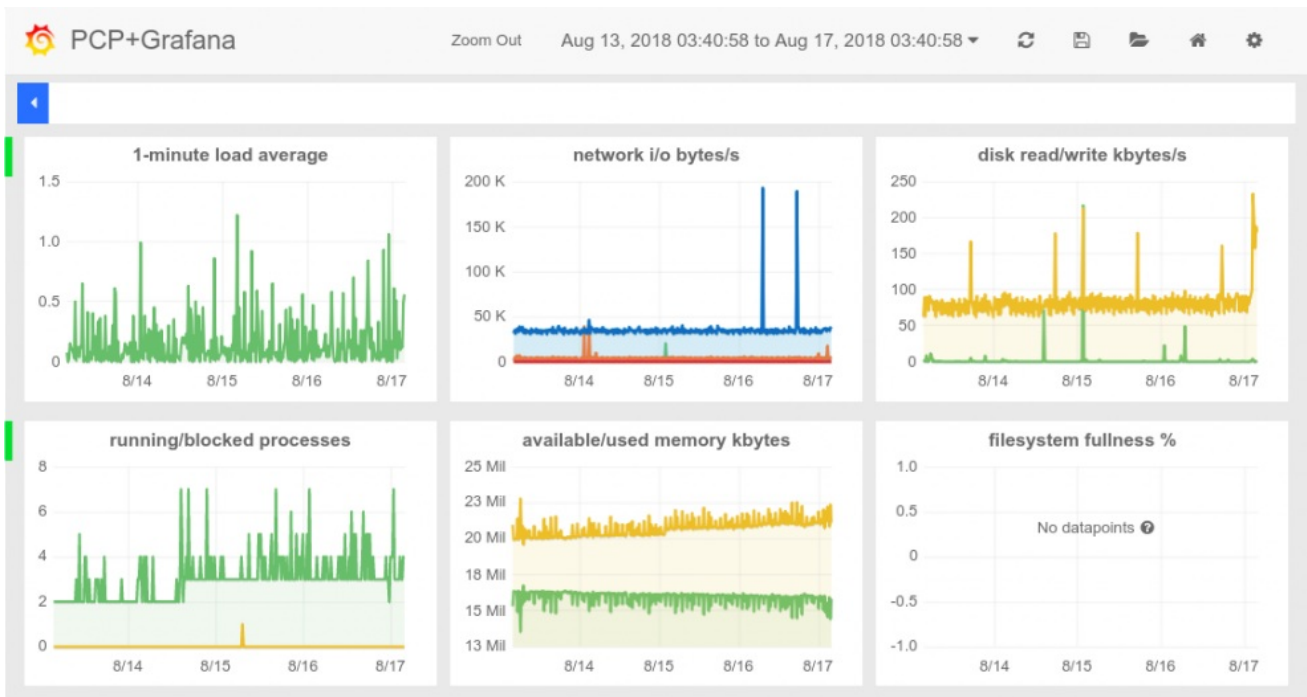 PCP+Grafana
Zoom Out
Aug 13, 2018 03:40:58 to Aug 17, 2018 03:40:58
1-minute load average
1.5
1.0
0.5
0
8/14 8/15 8/16 8/17
network i/o bytes/s
200 K
150 K
100 K
50 K
0
8/14 8/15 8/16 8/17
disk read/write kbytes/s
250
200
150
100
50
0
8/14 8/15 8/16 8/17
running/blocked processes
8
6
4
2
0
8/14 8/15 8/16 8/17
available/used memory kbytes
25 Mil
23 Mil
20 Mil
18 Mil
15 Mil
13 Mil
8/14 8/15 8/16 8/17
filesystem fullness %
1.0
0.5
0
-0.5
-1.0
No datapoints
8/14 8/15 8/16 8/17